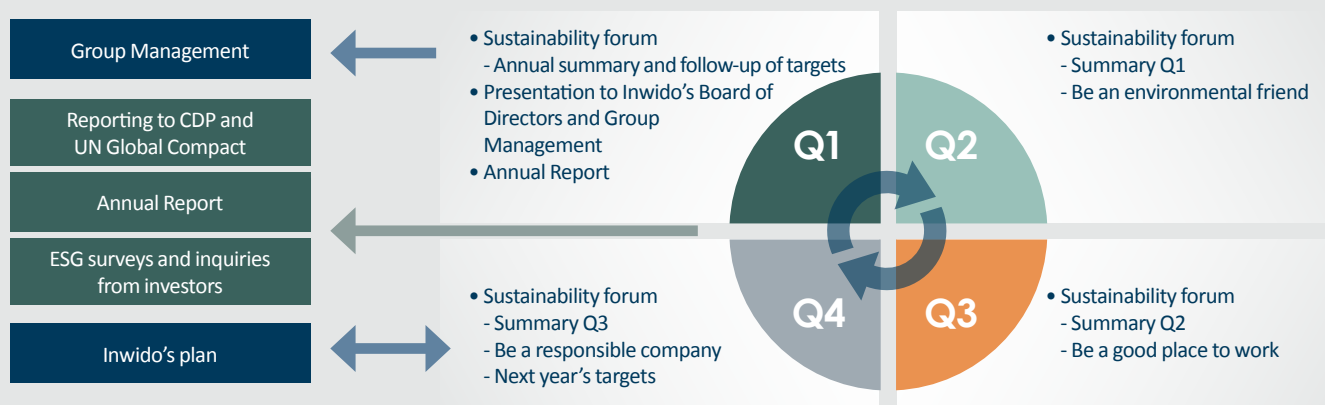 Group Management
Reporting to CDP and
UN Global Compact
Annual Report
ESG surveys and inquiries
from investors
Inwido’s plan
• Sustainability forum
- Annual summary and follow-up of targets
• Presentation to Inwido’s Board of
Directors and Group
Management
• Annual Report
Q1
Q2
• Sustainability forum
- Summary Q1
- Be an environmental friend
• Sustainability forum
- Summary Q3
- Be a responsible company
- Next year’s targets
Q4
Q3
• Sustainability forum
- Summary Q2
- Be a good place to work